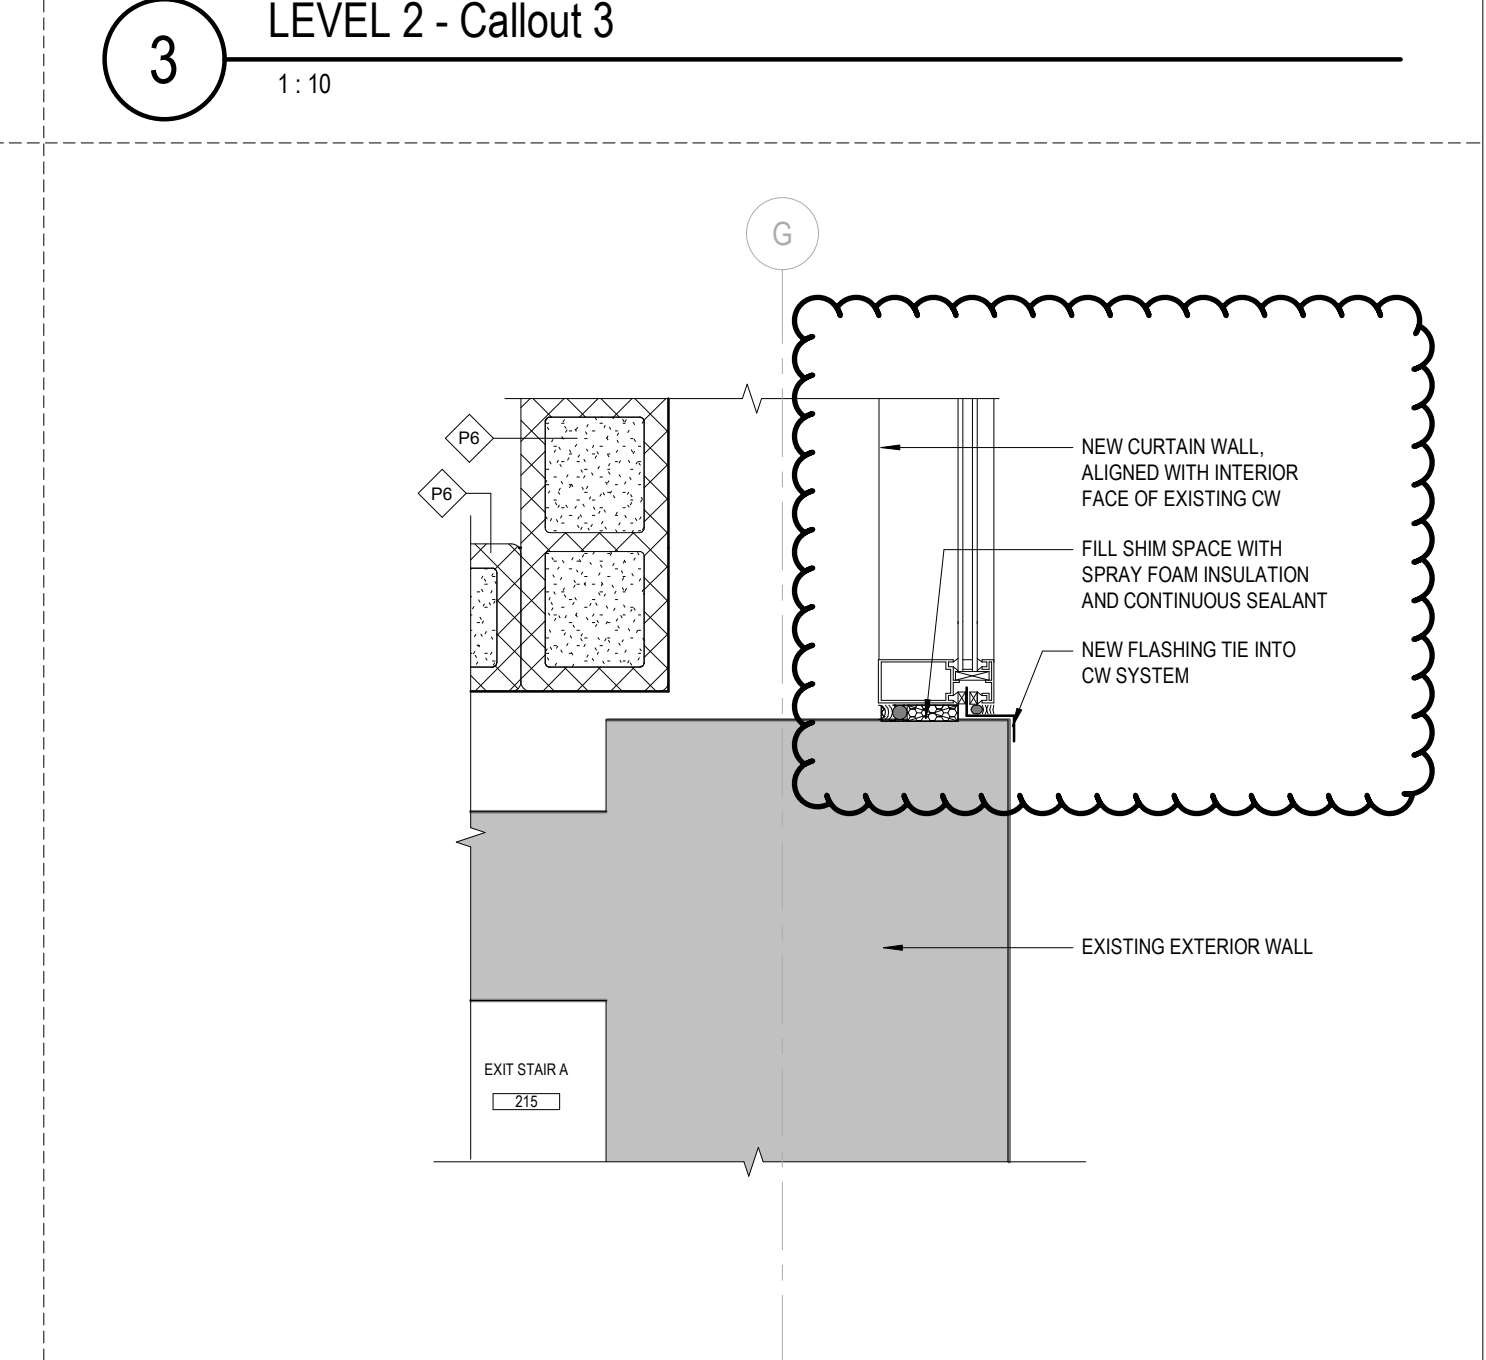 LEVEL 2 - Callout 3
3
1 : 10
G
P6
P6
NEW CURTAIN WALL,
ALIGNED WITH INTERIOR
FACE OF EXISTING CW
FILL SHIM SPACE WITH
SPRAY FOAM INSULATION
AND CONTINUOUS SEALANT
NEW FLASHING TIE INTO
CW SYSTEM
EXISTING EXTERIOR WALL
EXIT STAIR A
215